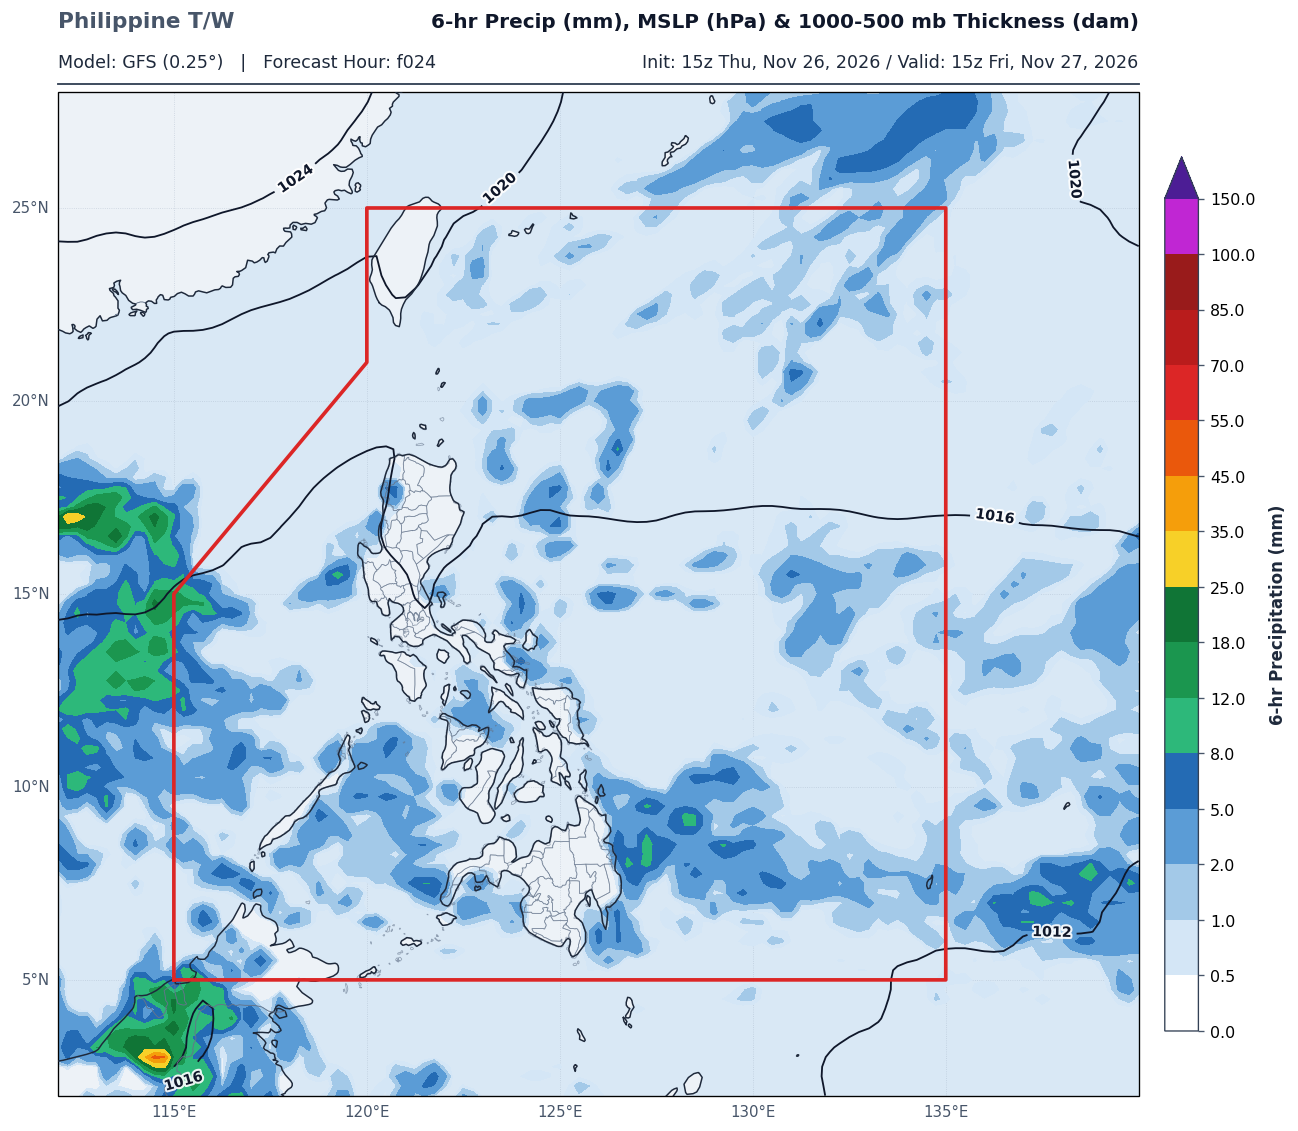 Philippine T/W
6-hr Precip (mm), MSLP (hPa) & 1000-500 mb Thickness (dam)
Model: GFS (0.25°) | Forecast Hour: f024
Init: 15z Thu, Nov 26, 2026 / Valid: 15z Fri, Nov 27, 2026
1024
1020
1020
1016
1012
1016
25°N
20°N
15°N
10°N
5°N
115°E
120°E
125°E
130°E
135°E
150.0
100.0
85.0
70.0
55.0
45.0
35.0
25.0
18.0
12.0
8.0
5.0
2.0
1.0
0.5
0.0
6-hr Precipitation (mm)